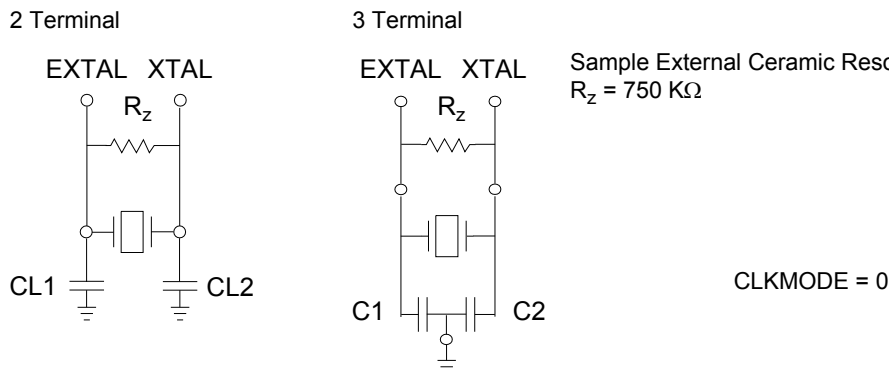 2 Terminal
3 Terminal
EXTAL XTAL
EXTAL XTAL
Sample External Ceramic
Rz = 750 KΩ
Rz
Rz
CL1
CL2
C1
C2
CLKMODE = 0